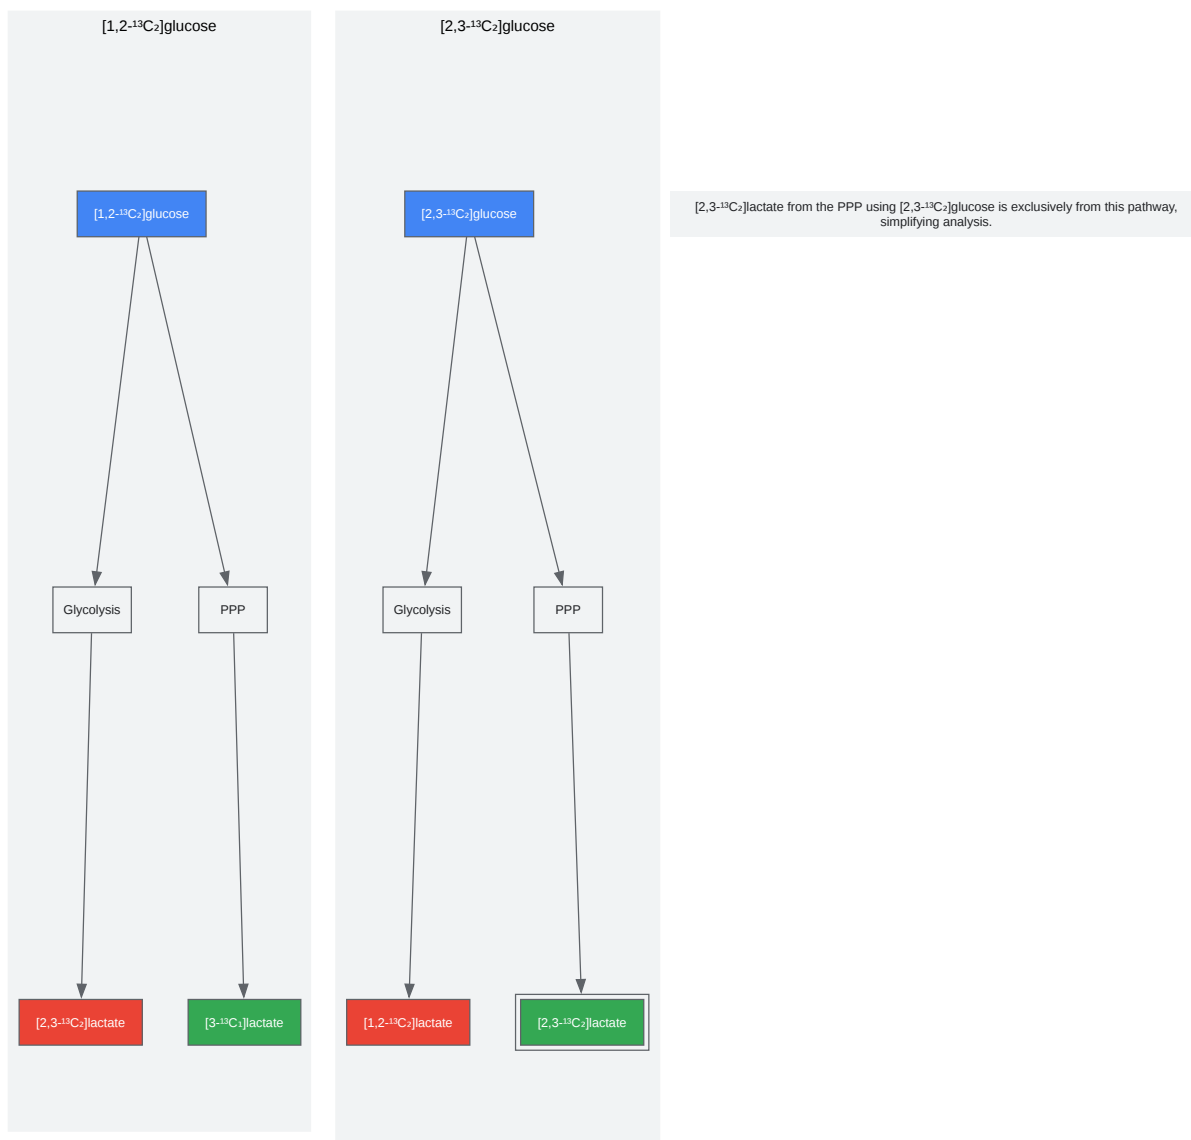 [1,2-¹³C₂]glucose
[2,3-¹³C₂]glucose
[1,2-¹³C₂]glucose
[2,3-¹³C₂]glucose
[2,3-¹³C₂]lactate from the PPP using [2,3-¹³C₂]glucose is exclusively from this pathway,
simplifying analysis.
Glycolysis
PPP
Glycolysis
PPP
[2,3-¹³C₂]lactate
[3-¹³C₁]lactate
[1,2-¹³C₂]lactate
[2,3-¹³C₂]lactate